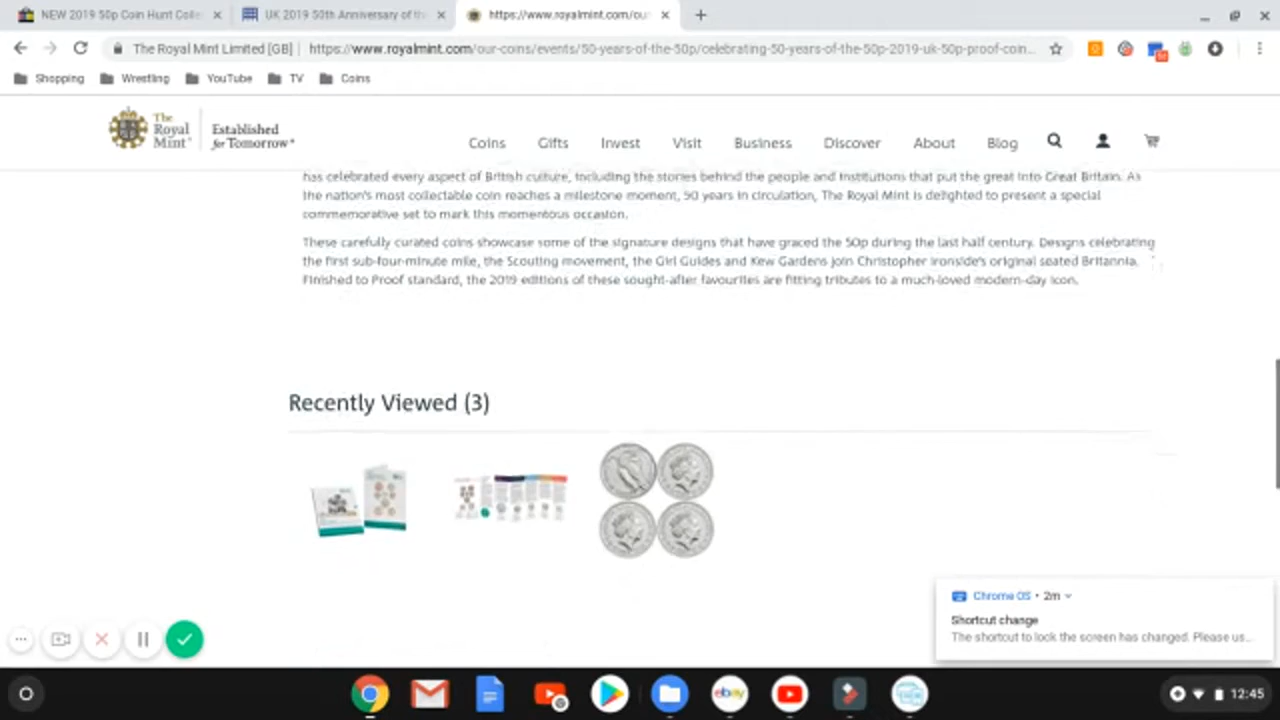 NEW 2019 50p Coin Hunt Colle
UK 2019 50th Anniversary of th
https://www.royalmint.com/ou
The Royal Mint Limited [GB]
https://www.royalmint.com/our-coins/events/50-years-of-the-50p/celebrating-50-years-of-the-50p-2019-uk-50p-proof-coin...
Shopping Wrestling YouTube TV Coins
The Royal Mint®
Established for Tomorrow®
Coins Gifts Invest Visit Business Discover About Blog
has celebrated every aspect of British culture, including the stories behind the people and institutions that put the great into Great Britain. As
the nation's most collectable coin reaches a milestone moment, 50 years in circulation, The Royal Mint is delighted to present a special
commemorative set to mark this momentous occasion.
These carefully curated coins showcase some of the signature designs that have graced the 50p during the last half century. Designs celebrating
the first sub-four-minute mile, the Scouting movement, the Girl Guides and Kew Gardens join Christopher Ironside's original seated Britannia.
Finished to Proof standard, the 2019 editions of these sought-after favourites are fitting tributes to a much-loved modern-day icon.
Recently Viewed (3)
Chrome OS • 2m
Shortcut change
The shortcut to lock the screen has changed. Please us...
ebay
12:45